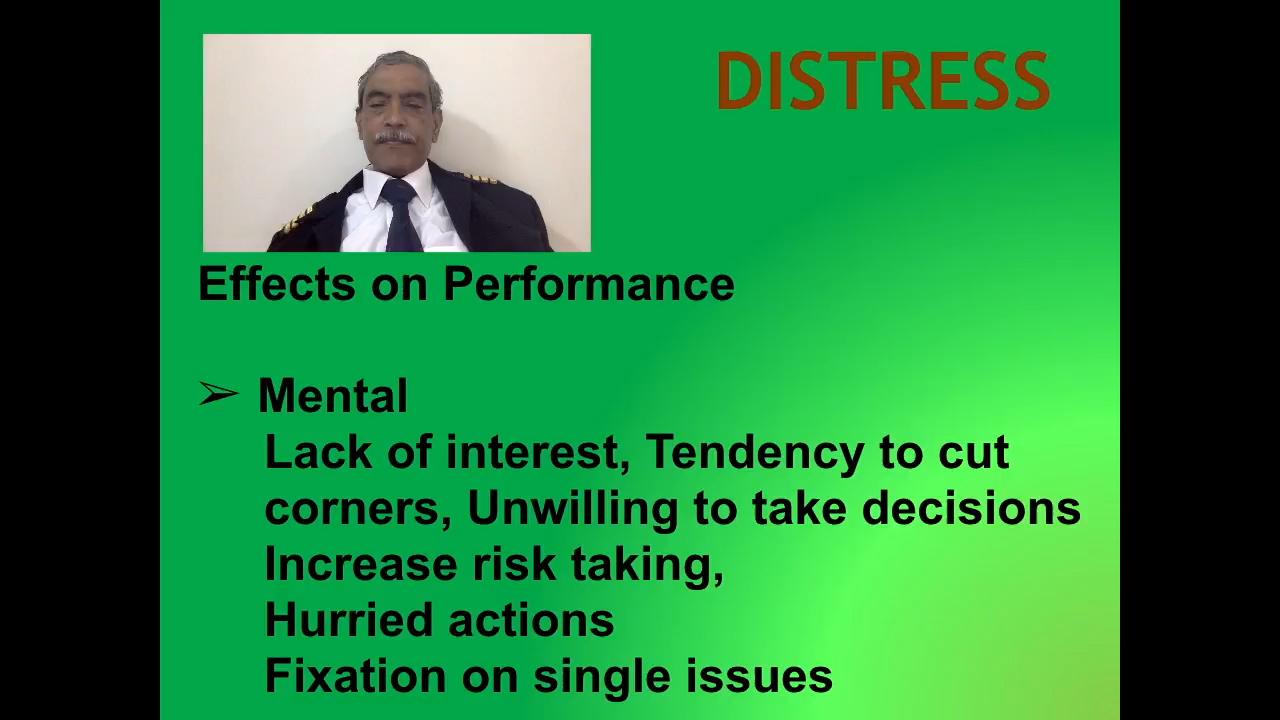 DISTRESS
Effects on Performance
➢ Mental
Lack of interest, Tendency to cut
corners, Unwilling to take decisions
Increase risk taking,
Hurried actions
Fixation on single issues